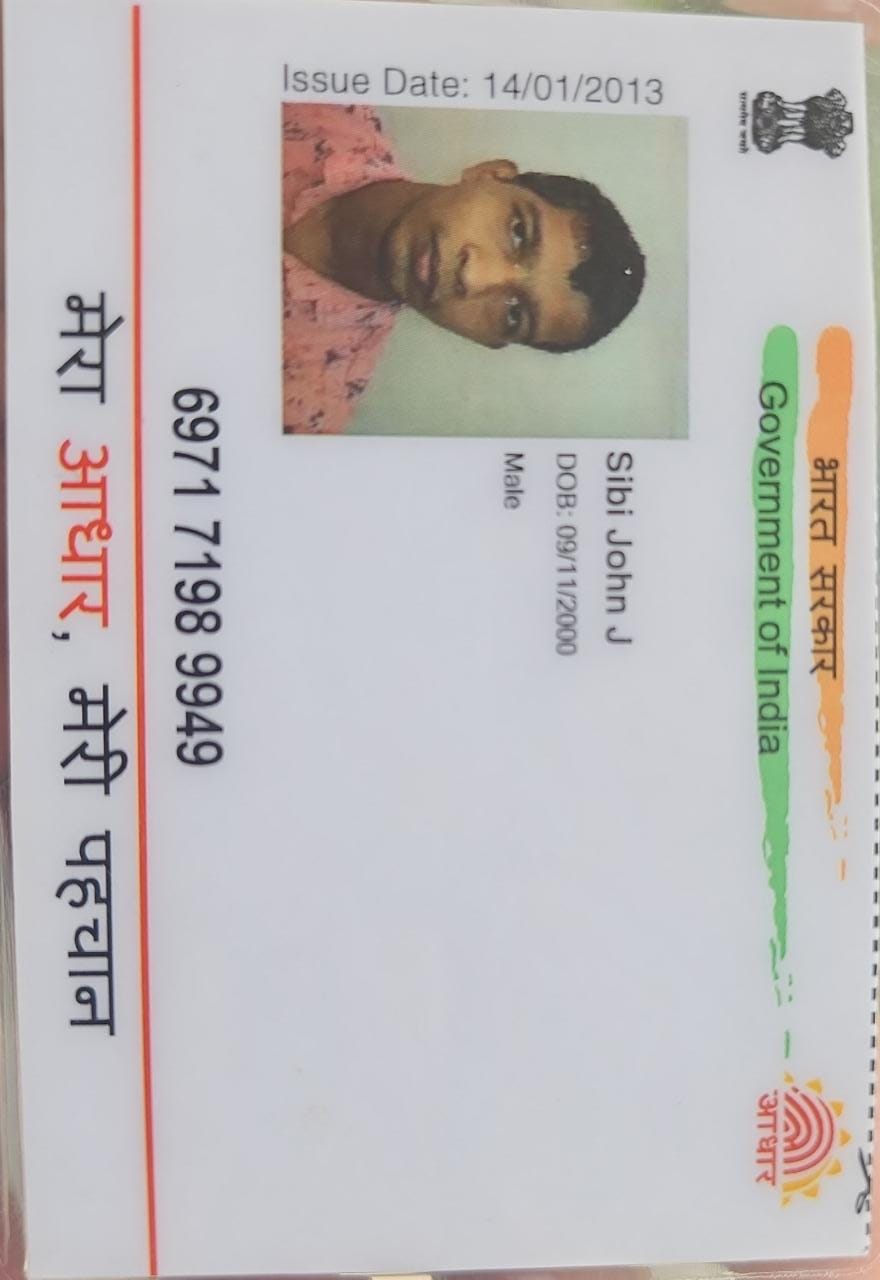 भारत सरकार
Government of India
सत्यमेव जयते
आधार
Issue Date: 14/01/2013
Sibi John J
DOB: 09/11/2000
Male
6971 7198 9949
मेरा आधार, मेरी पहचान